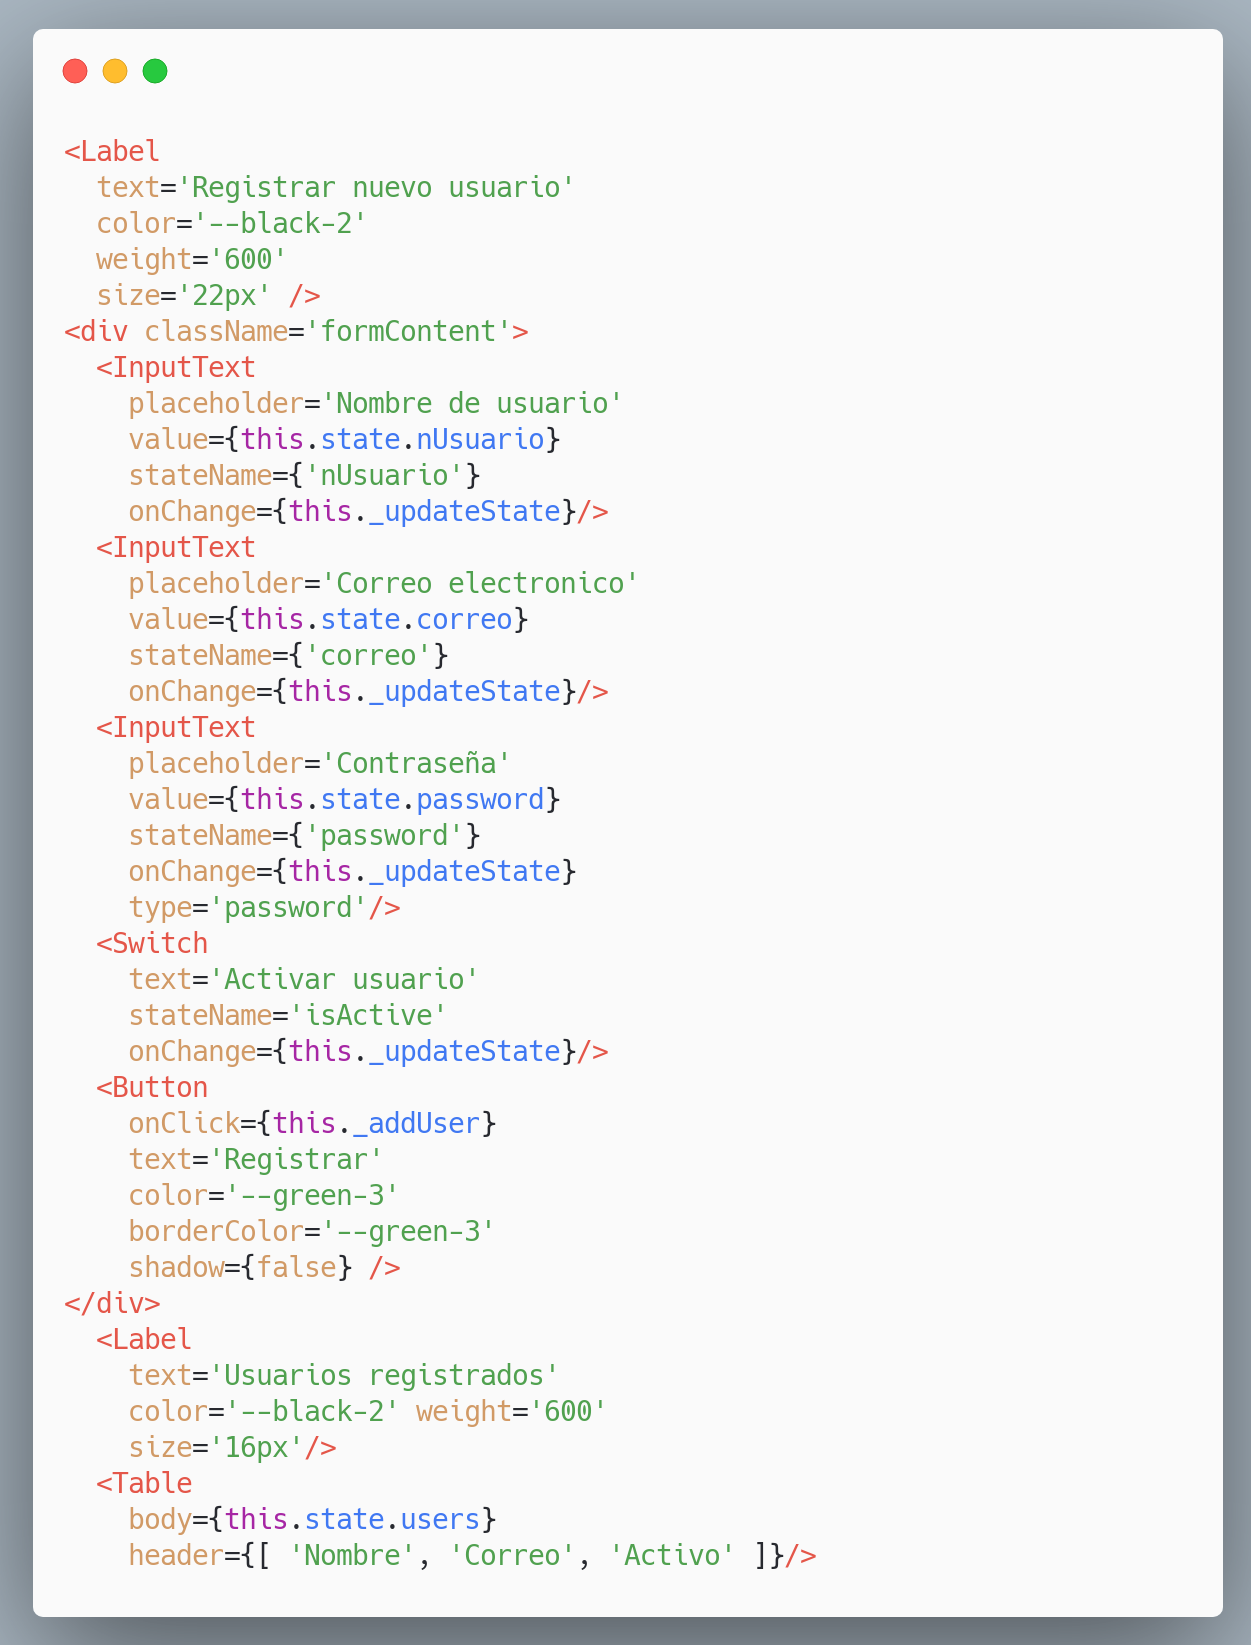 <Label
  text='Registrar nuevo usuario'
  color='--black-2'
  weight='600'
  size='22px' />
<div className='formContent'>
  <InputText
    placeholder='Nombre de usuario'
    value={this.state.nUsuario}
    stateName={'nUsuario'}
    onChange={this._updateState}/>
  <InputText
    placeholder='Correo electronico'
    value={this.state.correo}
    stateName={'correo'}
    onChange={this._updateState}/>
  <InputText
    placeholder='Contraseña'
    value={this.state.password}
    stateName={'password'}
    onChange={this._updateState}
    type='password'/>
  <Switch
    text='Activar usuario'
    stateName='isActive'
    onChange={this._updateState}/>
  <Button
    onClick={this._addUser}
    text='Registrar'
    color='--green-3'
    borderColor='--green-3'
    shadow={false} />
</div>
  <Label
    text='Usuarios registrados'
    color='--black-2' weight='600'
    size='16px'/>
  <Table
    body={this.state.users}
    header={[ 'Nombre', 'Correo', 'Activo' ]}/>